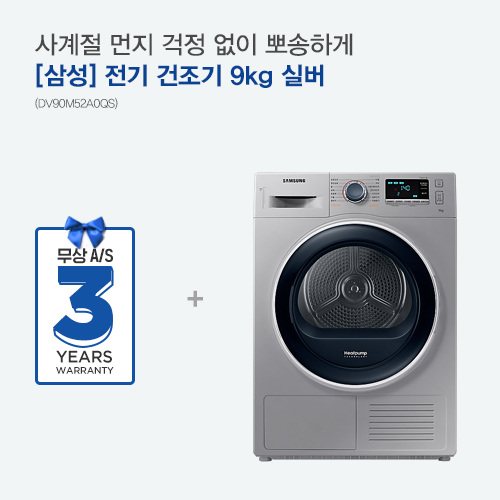 사계절 먼지 걱정 없이 뽀송하게
[삼성] 전기 건조기 9kg 실버
(DV90M52A0QS)
무상 A/S
3
YEARS
WARRANTY
+
SAMSUNG
Heatpump